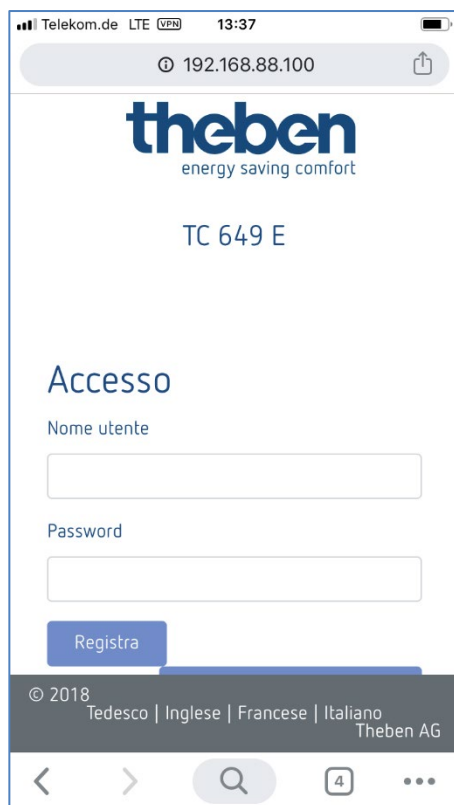 Telekom.de LTE VPN 13:37
192.168.88.100
theben
energy saving comfort
TC 649 E
Accesso
Nome utente
Password
Registra
© 2018
Tedesco | Inglese | Francese | Italiano
Theben AG
4